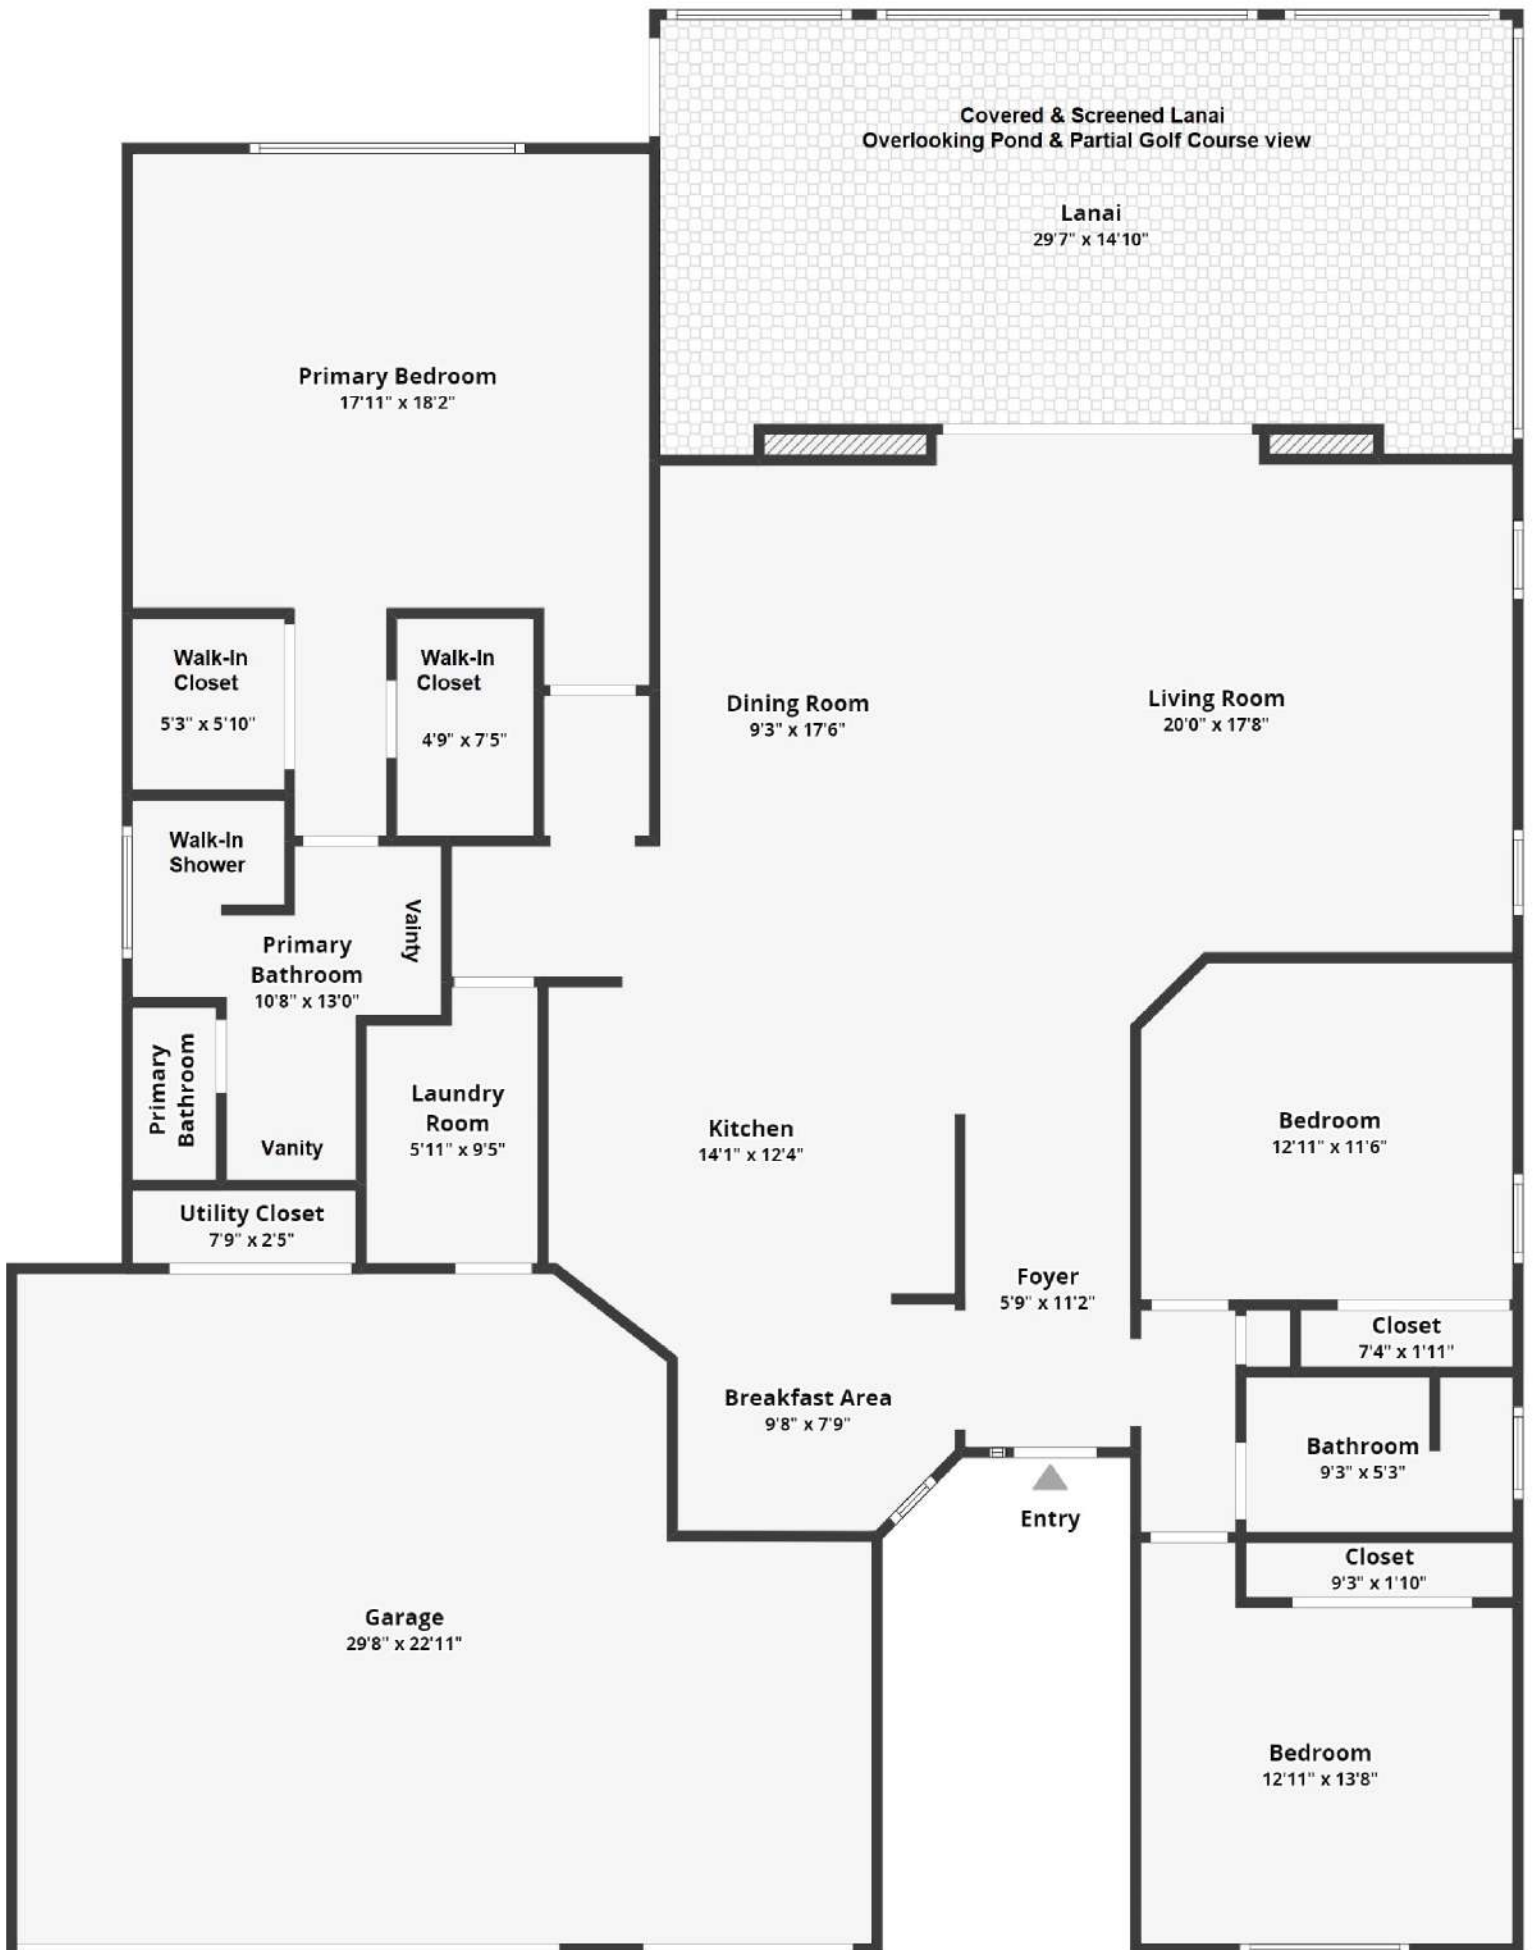 Covered & Screened Lanai
Overlooking Pond & Partial Golf Course view
Lanai
29'7" x 14'10"
Primary Bedroom
17'11" x 18'2"
Walk-In
Closet
5'3" x 5'10"
Walk-In
Closet
4'9" x 7'5"
Dining Room
9'3" x 17'6"
Living Room
20'0" x 17'8"
Walk-In
Shower
Vainty
Primary
Bathroom
10'8" x 13'0"
Primary
Bathroom
Vanity
Laundry
Room
5'11" x 9'5"
Kitchen
14'1" x 12'4"
Bedroom
12'11" x 11'6"
Utility Closet
7'9" x 2'5"
Foyer
5'9" x 11'2"
Closet
7'4" x 1'11"
Breakfast Area
9'8" x 7'9"
Bathroom
9'3" x 5'3"
Entry
Closet
9'3" x 1'10"
Garage
29'8" x 22'11"
Bedroom
12'11" x 13'8"